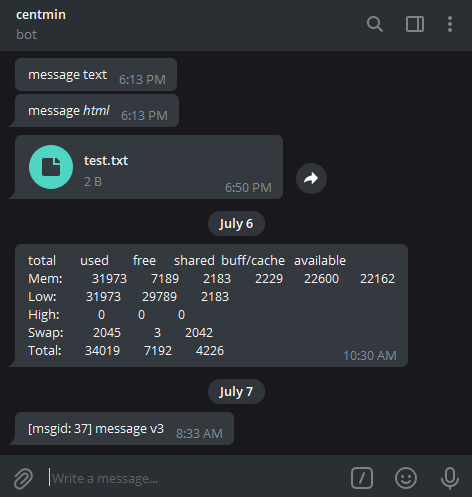 centmin
bot
message text 6:13 PM
message html 6:13 PM
test.txt
2 B 6:50 PM
July 6
total used free shared buff/cache available
Mem: 31973 7189 2183 2229 22600 22162
Low: 31973 29789 2183
High: 0 0 0
Swap: 2045 3 2042
Total: 34019 7192 4226
10:30 AM
July 7
[msgid: 37] message v3 8:33 AM
Write a message...